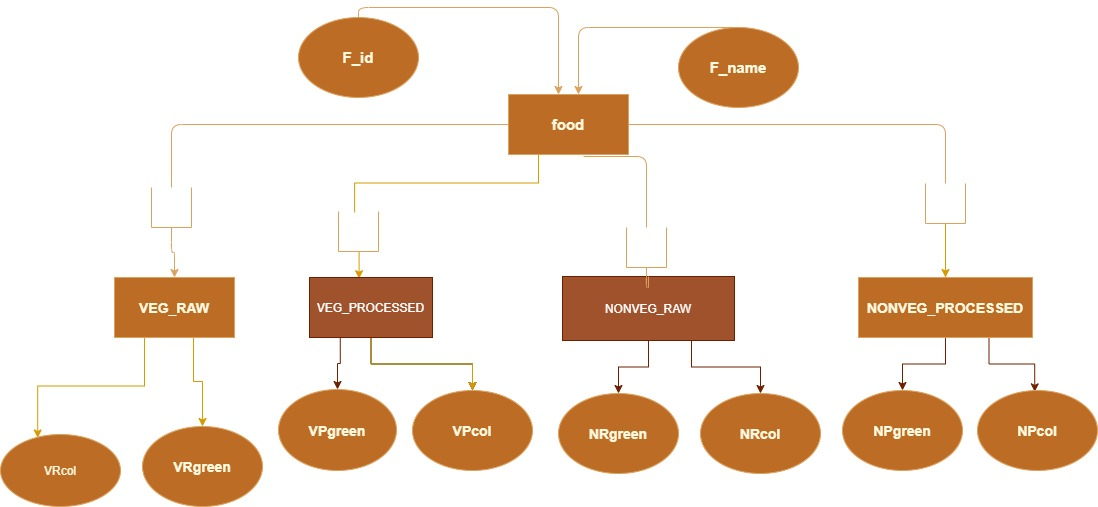 F_id
F_name
food
VEG_RAW
VEG_PROCESSED
NONVEG_RAW
NONVEG_PROCESSED
VRcol
VRgreen
VPgreen
VPcol
NRgreen
NRcol
NPgreen
NPcol